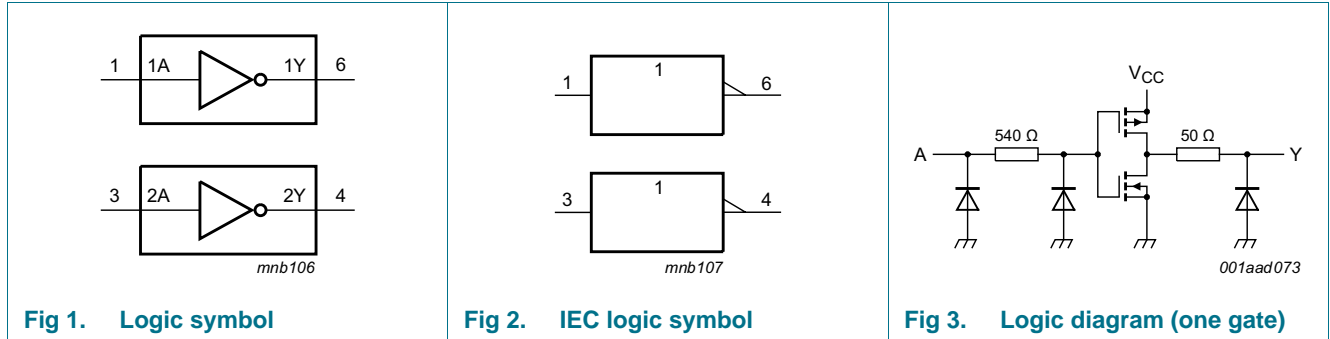 1 1A 1Y 6
3 2A 2Y 4
mnb106
Fig 1. Logic symbol
1 1 6
3 1 4
mnb107
Fig 2. IEC logic symbol
VCC
540 Ω 50 Ω
A Y
001aad073
Fig 3. Logic diagram (one gate)